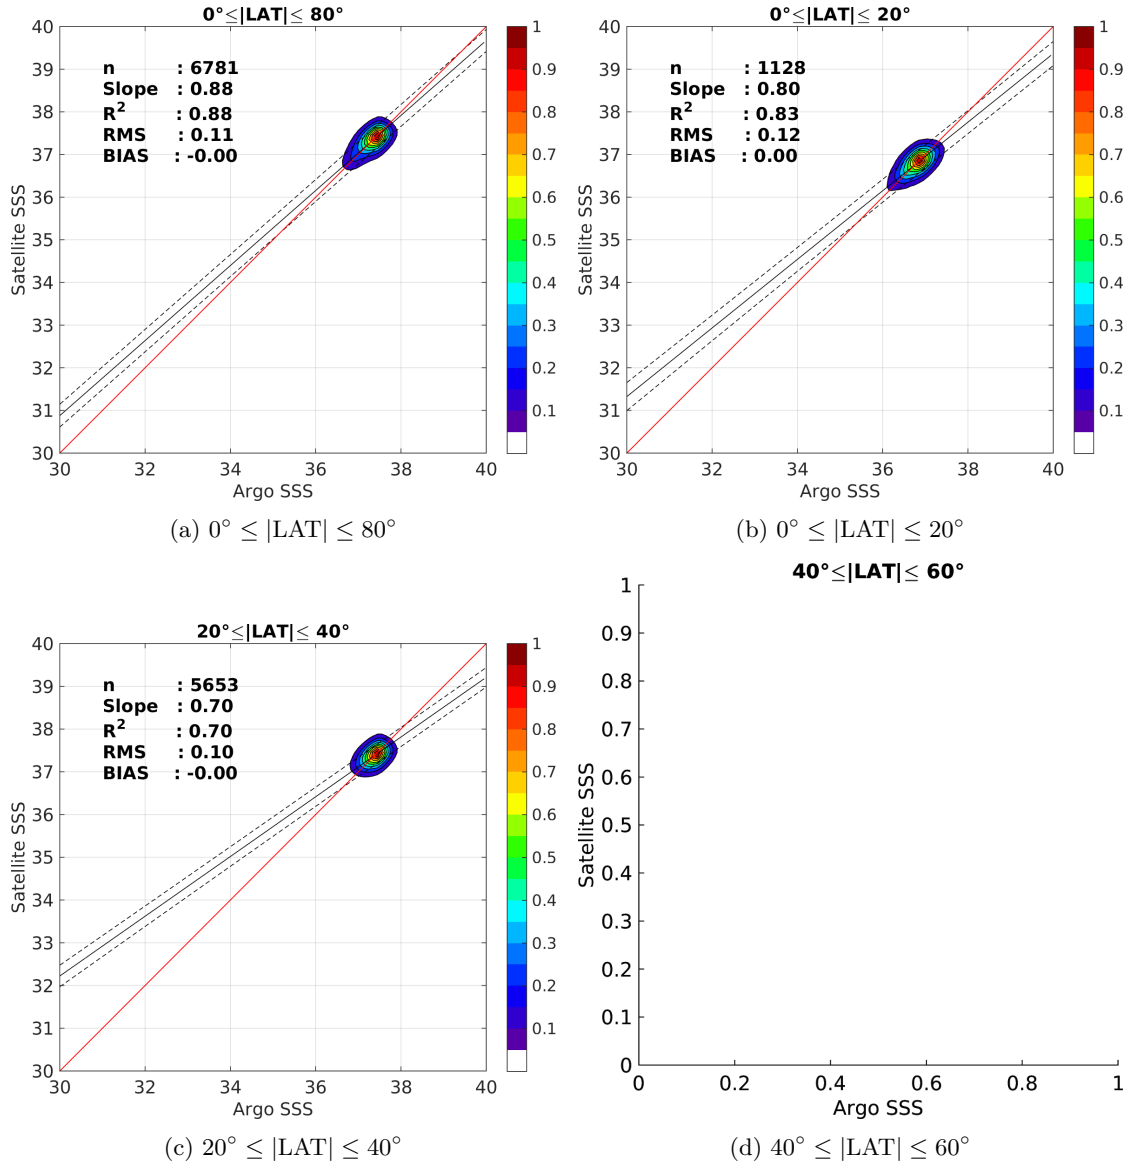 0°≤|LAT|≤ 80°
40
39
38
37
36
35
34
33
32
31
30
n : 6781
Slope : 0.88
R² : 0.88
RMS : 0.11
BIAS : -0.00
Satellite SSS
30 32 34 36 38 40
Argo SSS
1
0.9
0.8
0.7
0.6
0.5
0.4
0.3
0.2
0.1
(a) 0° ≤ |LAT| ≤ 80°
0°≤|LAT|≤ 20°
40
39
38
37
36
35
34
33
32
31
30
n : 1128
Slope : 0.80
R² : 0.83
RMS : 0.12
BIAS : 0.00
Satellite SSS
30 32 34 36 38 40
Argo SSS
1
0.9
0.8
0.7
0.6
0.5
0.4
0.3
0.2
0.1
(b) 0° ≤ |LAT| ≤ 20°
20°≤|LAT|≤ 40°
40
39
38
37
36
35
34
33
32
31
30
n : 5653
Slope : 0.70
R² : 0.70
RMS : 0.10
BIAS : -0.00
Satellite SSS
30 32 34 36 38 40
Argo SSS
1
0.9
0.8
0.7
0.6
0.5
0.4
0.3
0.2
0.1
(c) 20° ≤ |LAT| ≤ 40°
40°≤|LAT|≤ 60°
1
0.9
0.8
0.7
0.6
0.5
0.4
0.3
0.2
0.1
0
Satellite SSS
0 0.2 0.4 0.6 0.8 1
Argo SSS
(d) 40° ≤ |LAT| ≤ 60°